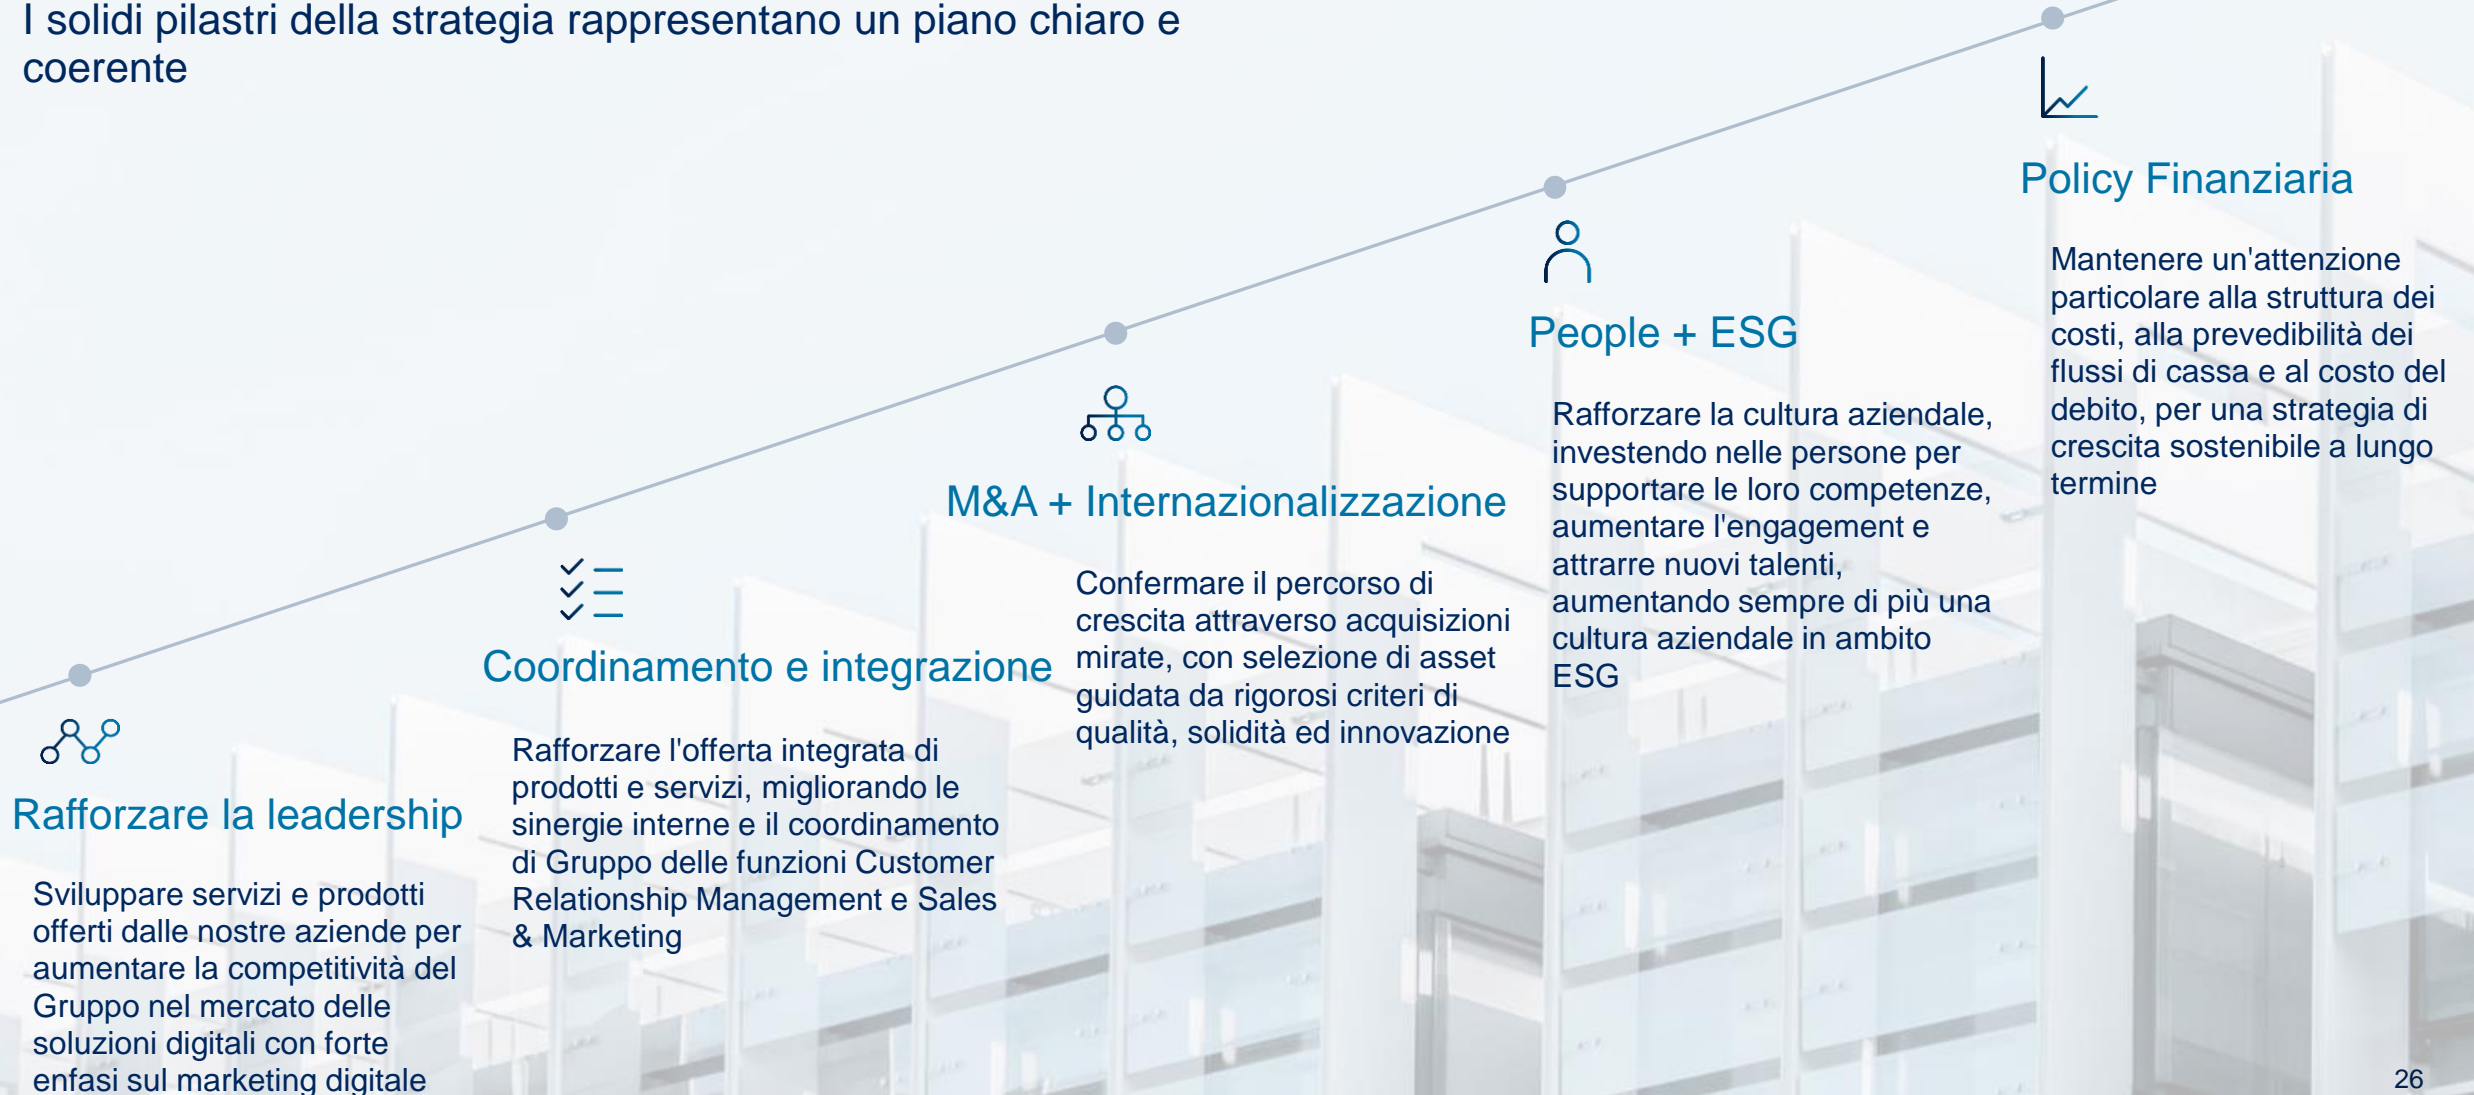 I solidi pilastri della strategia rappresentano un piano chiaro e
coerente
Rafforzare la leadership
Sviluppare servizi e prodotti
offerti dalle nostre aziende per
aumentare la competitività del
Gruppo nel mercato delle
soluzioni digitali con forte
enfasi sul marketing digitale
Coordinamento e integrazione
Rafforzare l'offerta integrata di
prodotti e servizi, migliorando le
sinergie interne e il coordinamento
di Gruppo delle funzioni Customer
Relationship Management e Sales
& Marketing
M&A + Internazionalizzazione
Confermare il percorso di
crescita attraverso acquisizioni
mirate, con selezione di asset
guidata da rigorosi criteri di
qualità, solidità ed innovazione
People + ESG
Rafforzare la cultura aziendale,
investendo nelle persone per
supportare le loro competenze,
aumentare l'engagement e
attrarre nuovi talenti,
aumentando sempre di più una
cultura aziendale in ambito
ESG
Policy Finanziaria
Mantenere un'attenzione
particolare alla struttura dei
costi, alla prevedibilità dei
flussi di cassa e al costo del
debito, per una strategia di
crescita sostenibile a lungo
termine
26